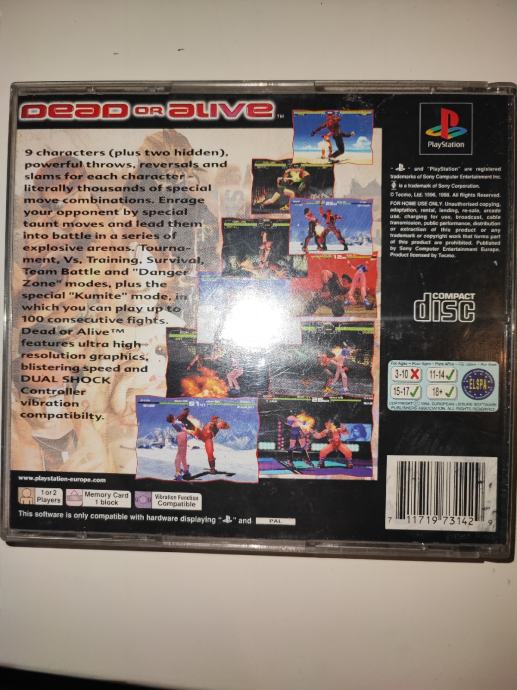 DEAD OR ALIVE™
9 characters (plus two hidden),
powerful throws, reversals and
slams for each character
literally thousands of special
move combinations. Enrage
your opponent by special
taunt moves and lead them
into battle in a series of
explosive arenas. Tourna-
ment, Vs, Training, Survival,
Team Battle and "Danger
Zone" modes, plus the
special "Kumite" mode, in
which you can play up to
100 consecutive fights.
Dead or Alive™
features ultra high
resolution graphics,
blistering speed and
DUAL SHOCK
Controller
vibration
compatibilty.
www.playstation-europe.com
1 or 2
Players
Memory Card
1 block
Vibration Function
Compatible
This software is only compatible with hardware displaying " " and PAL
PlayStation
" " and "PlayStation" are registered
trademarks of Sony Computer Entertainment Inc.
is a trademark of Sony Corporation.
FOR HOME USE ONLY. Unauthorised copying,
adaptation, rental, lending, re-sale, arcade
use, charging for use, broadcast, cable
transmission, public performance, distribution
or extraction of this product or any
trademark or copyright work that forms part
of this product are prohibited. Published
by Sony Computer Entertainment Europe.
Product licensed by Tecmo.
© Tecmo, Ltd. 1996, 1998. All Rights Reserved.
COMPACT
disc
3-10
11-14
15-17
18+
ELSPA
7 11719 73142 9